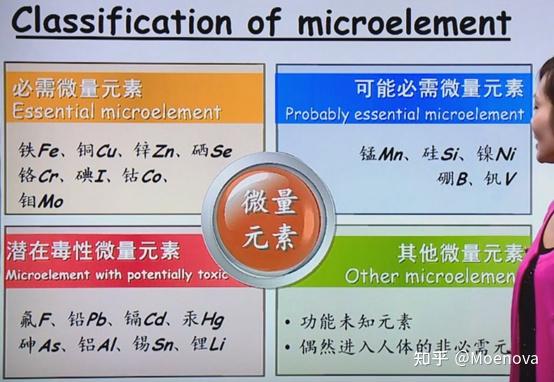 Classification of microelement
必需微量元素
Essential microelement
铁Fe、铜Cu、锌Zn、硒Se
铬Cr、碘I、钴Co、
钼Mo
可能必需微量元素
Probably essential microelement
锰Mn、硅Si、镍Ni
硼B、钒V
微量
元素
潜在毒性微量元素
Microelement with potentially toxic
氟F、铅Pb、镉Cd、汞Hg
砷As、铝Al、锡Sn、锂Li
其他微量元素
Other microelemen
• 功能未知元素
• 偶然进入人体的非必需元
知乎 @Moenova